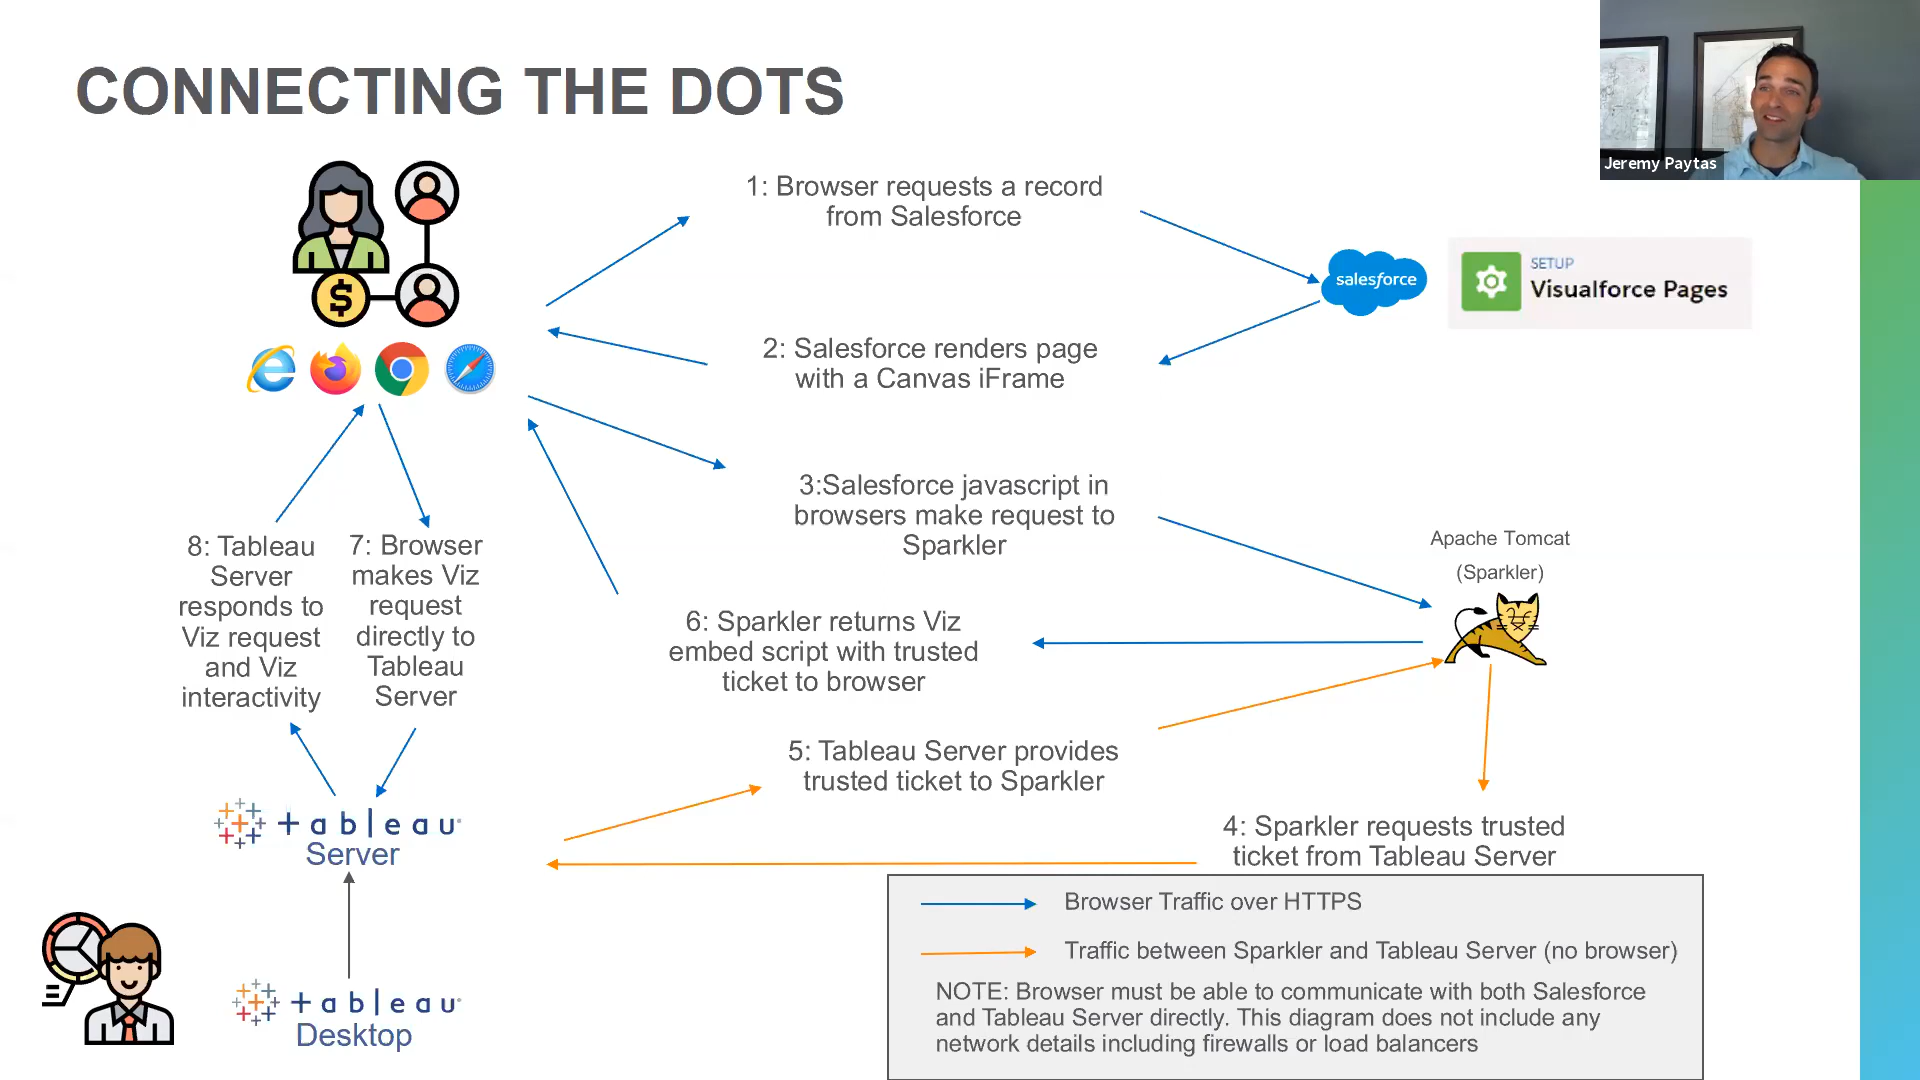 CONNECTING THE DOTS
Jeremy Paytas
1: Browser requests a record
from Salesforce
salesforce
SETUP
Visualforce Pages
2: Salesforce renders page
with a Canvas iFrame
3:Salesforce javascript in
browsers make request to
Sparkler
Apache Tomcat
(Sparkler)
8: Tableau
Server
responds to
Viz request
and Viz
interactivity
7: Browser
makes Viz
request
directly to
Tableau
Server
6: Sparkler returns Viz
embed script with trusted
ticket to browser
5: Tableau Server provides
trusted ticket to Sparkler
4: Sparkler requests trusted
ticket from Tableau Server
+ableau
Server
Browser Traffic over HTTPS
Traffic between Sparkler and Tableau Server (no browser)
NOTE: Browser must be able to communicate with both Salesforce
and Tableau Server directly. This diagram does not include any
network details including firewalls or load balancers
+ableau
Desktop